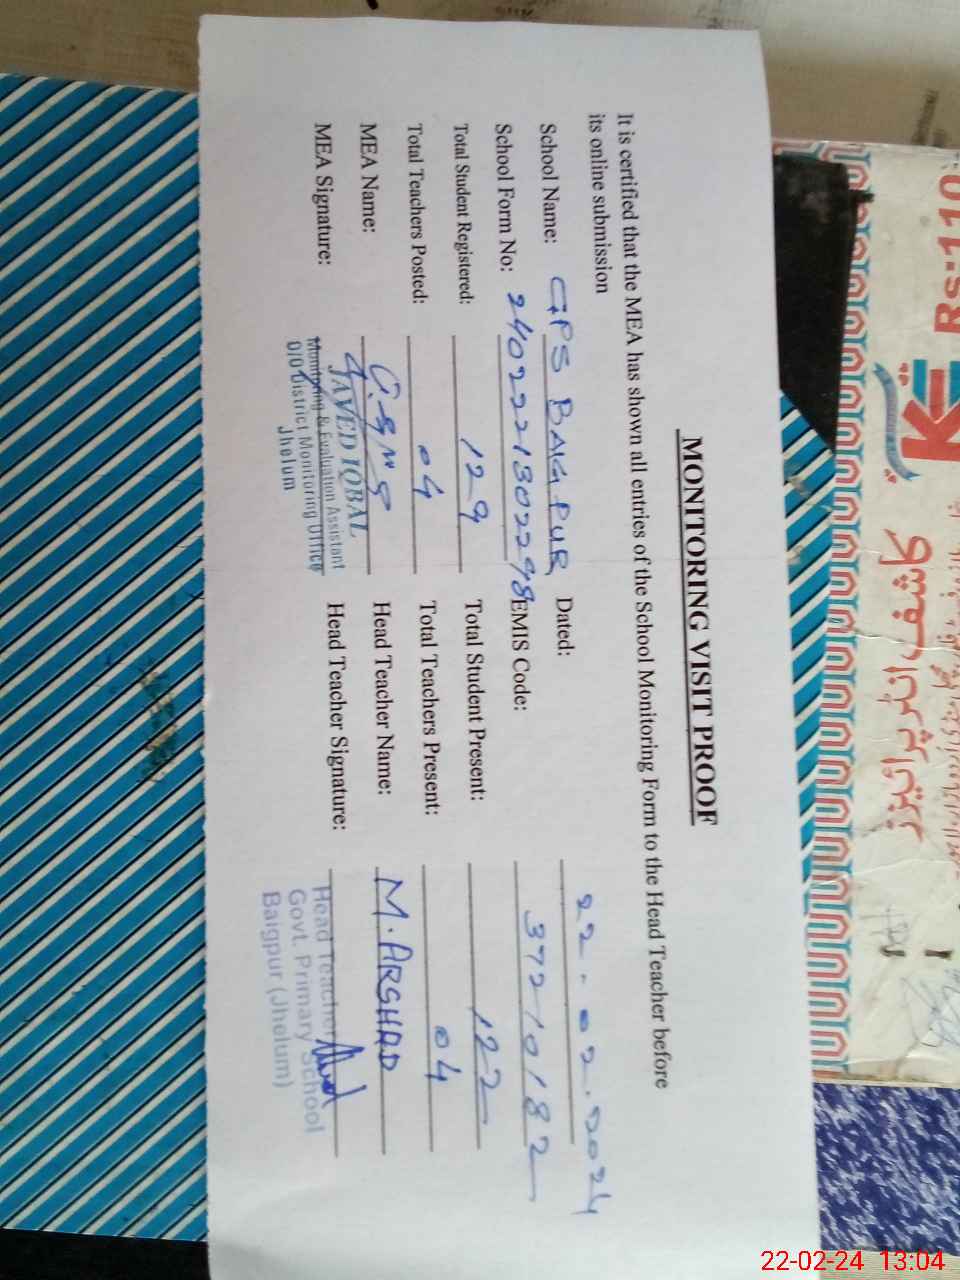 MONITORING VISIT PROOF
It is certified that the MEA has shown all entries of the School Monitoring Form to the Head Teacher before
its online submission
School Name: GPS BAGPUR Dated: 22.02.2024
School Form No: 2402221302298 EMIS Code: 37210182
Total Student Registered: 129 Total Student Present: 122
Total Teachers Posted: 04 Total Teachers Present: 04
MEA Name: Head Teacher Name: M. ARSHAD
MEA Signature: Head Teacher Signature:
JAVED IQBAL
Monitoring & Evaluation Assistant
O/O District Monitoring Office
Jhelum
Head Teacher
Govt. Primary School
Baigpur (Jhelum)
Rs:110
KE
کاشف انٹرپرائیزز
22-02-24 13:04